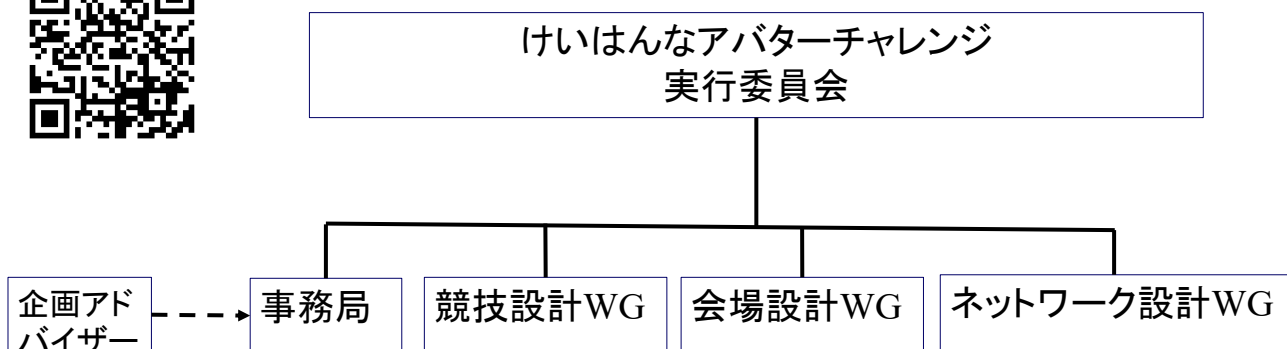 けいはんなアバターチャレンジ
実行委員会
企画アド
バイザー
事務局
競技設計WG
会場設計WG
ネットワーク設計WG